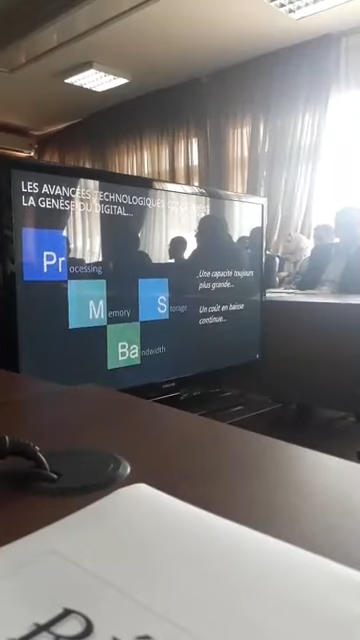 LES AVANCÉES TECHNOLOGIQUES
LA GENÈSE DU DIGITAL...
Processing
Memory
Storage
Bandwidth
Une capacité toujours
plus grande...
Un coût en baisse
continue...